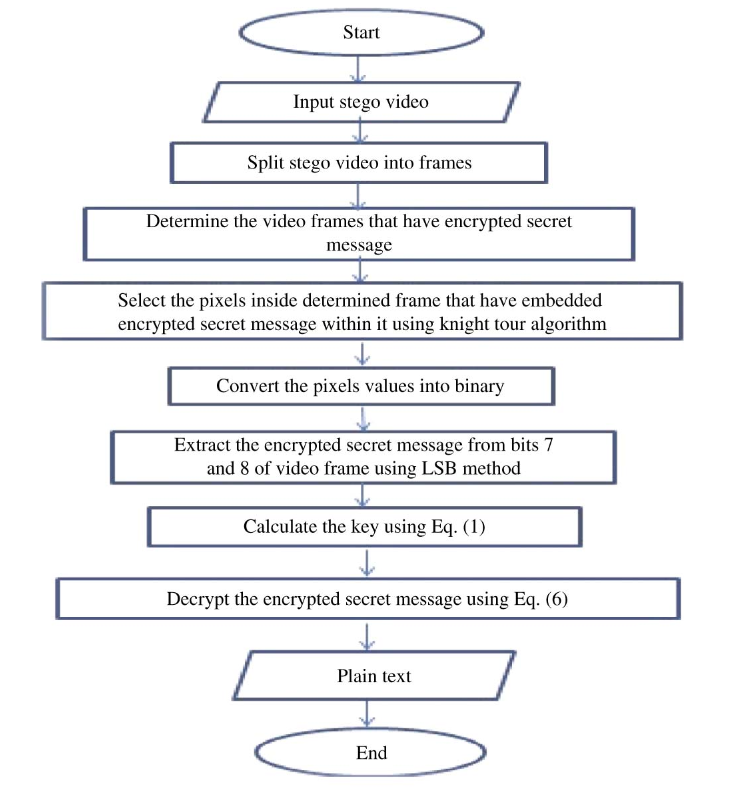 Start
Input stego video
Split stego video into frames
Determine the video frames that have encrypted secret
message
Select the pixels inside determined frame that have embedded
encrypted secret message within it using knight tour algorithm
Convert the pixels values into binary
Extract the encrypted secret message from bits 7
and 8 of video frame using LSB method
Calculate the key using Eq. (1)
Decrypt the encrypted secret message using Eq. (6)
Plain text
End